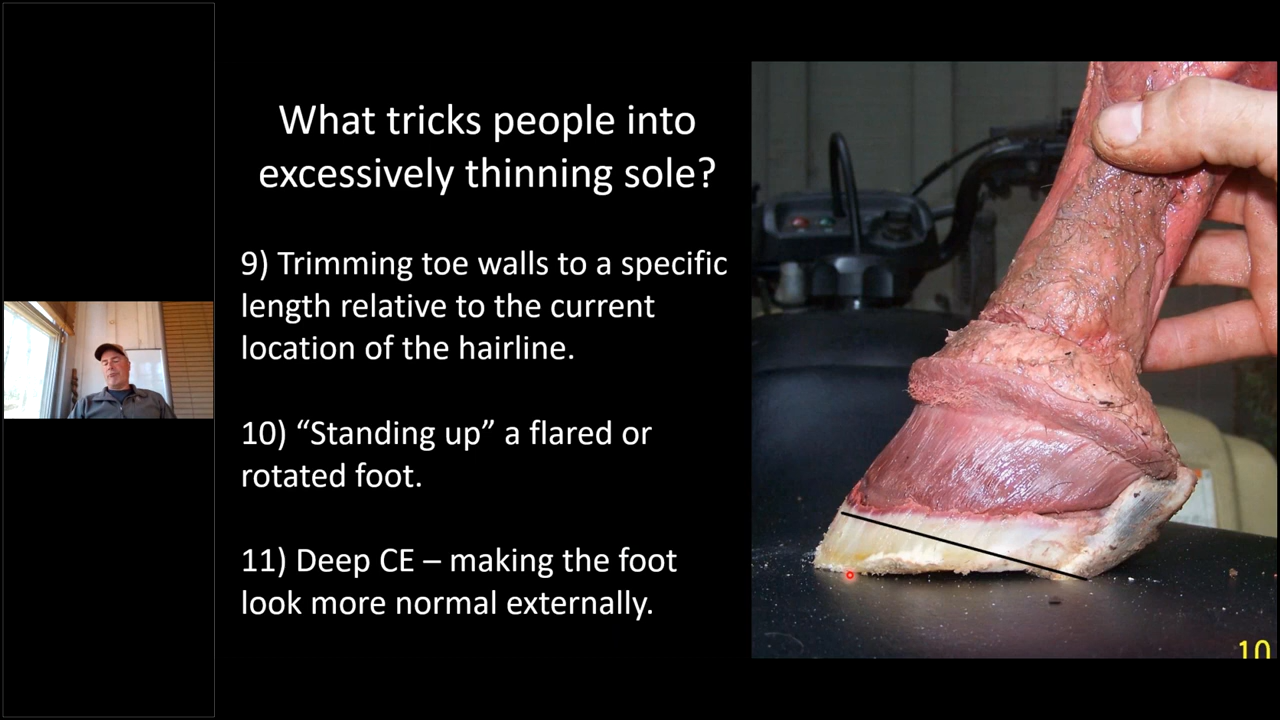 What tricks people into
excessively thinning sole?
9) Trimming toe walls to a specific
length relative to the current
location of the hairline.
10) “Standing up” a flared or
rotated foot.
11) Deep CE – making the foot
look more normal externally.
10